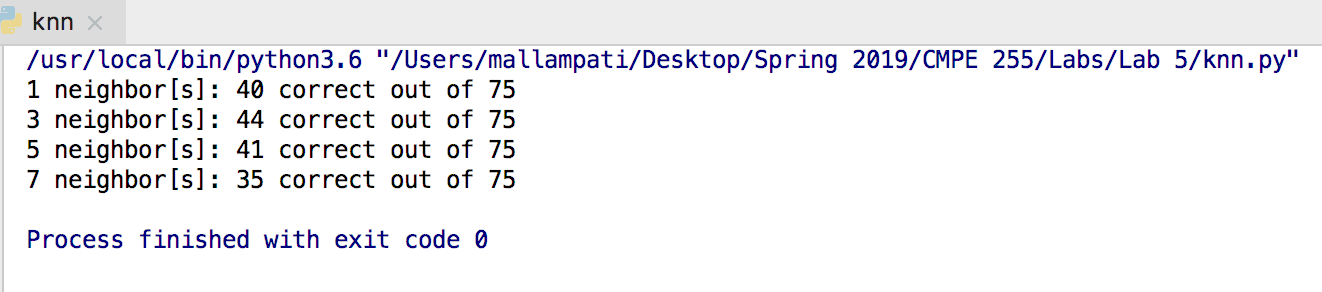 knn
/usr/local/bin/python3.6 "/Users/mallampati/Desktop/Spring 2019/CMPE 255/Labs/Lab 5/knn.py"
1 neighbor[s]: 40 correct out of 75
3 neighbor[s]: 44 correct out of 75
5 neighbor[s]: 41 correct out of 75
7 neighbor[s]: 35 correct out of 75
Process finished with exit code 0